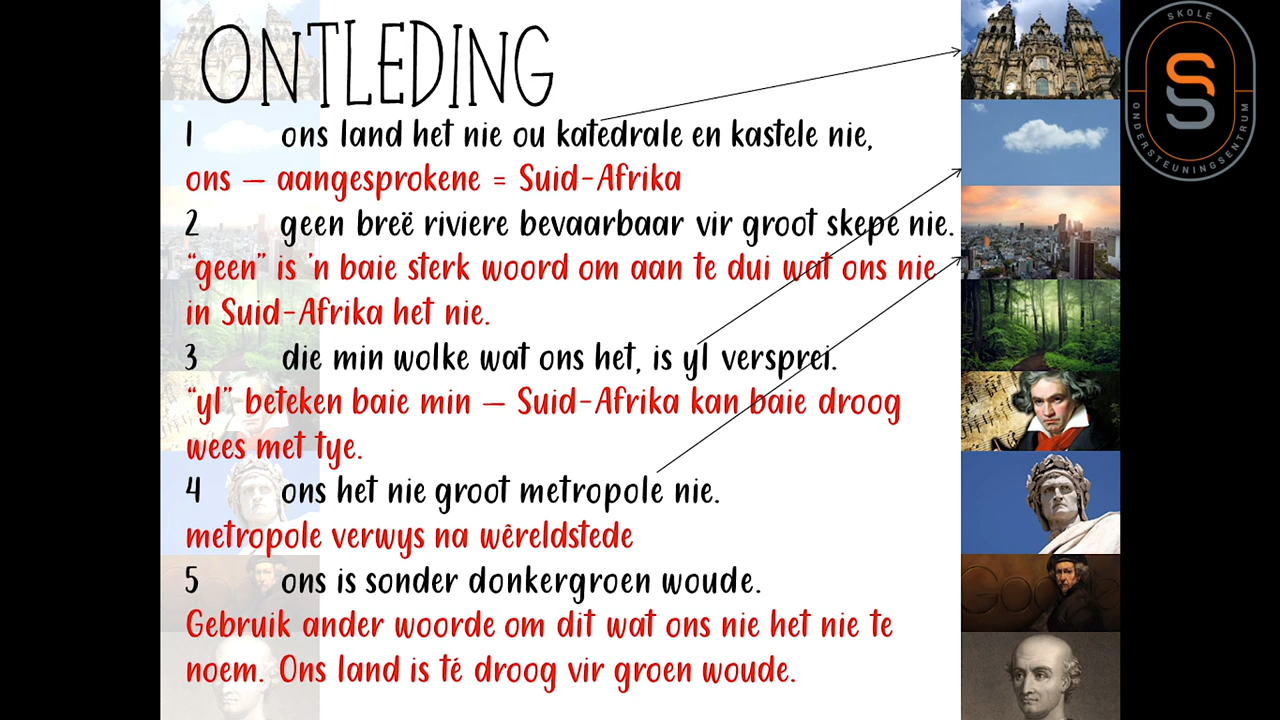 ONTLEDING
1 ons land het nie ou katedrale en kastele nie,
ons – aangesprokene = Suid-Afrika
2 geen breë riviere bevaarbaar vir groot skepe nie.
“geen” is ’n baie sterk woord om aan te dui wat ons nie
in Suid-Afrika het nie.
3 die min wolke wat ons het, is yl versprei.
“yl” beteken baie min – Suid-Afrika kan baie droog
wees met tye.
4 ons het nie groot metropole nie.
metropole verwys na wêreldstede
5 ons is sonder donkergroen woude.
Gebruik ander woorde om dit wat ons nie het nie te
noem. Ons land is té droog vir groen woude.
SKOLE
ONDERSTEUNINGSENTRUM